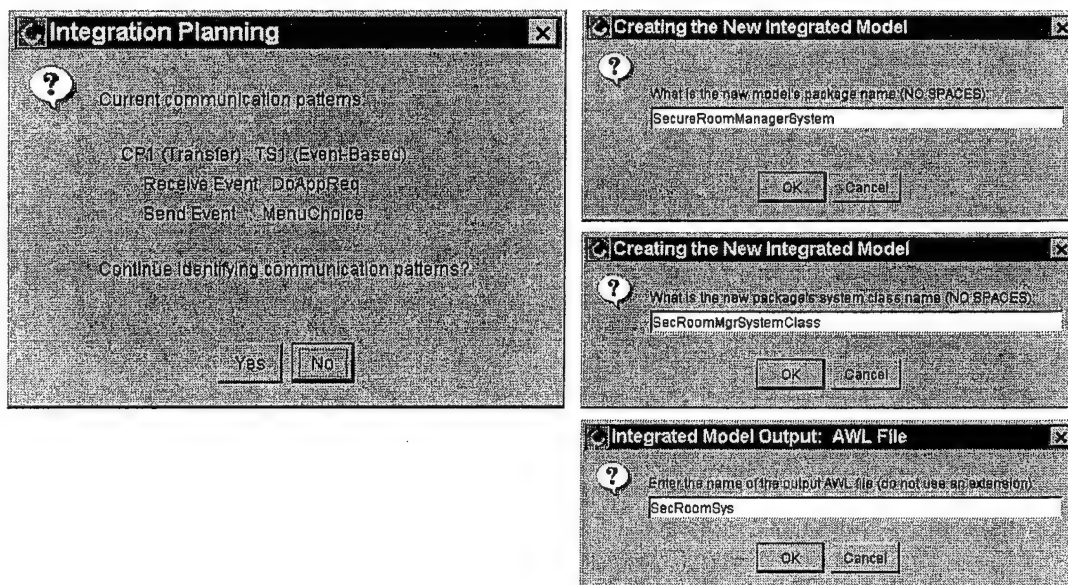 Integration Planning
Current communication patterns:
CP1 (Transfer) : TS1 (Event-Based)
Receive Event: DoAppReq
Send Event : MenuChoice
Continue identifying communication patterns?
Yes No
Creating the New Integrated Model
What is the new model's package name (NO SPACES):
SecureRoomManagerSystem
OK Cancel
Creating the New Integrated Model
What is the new package's system class name (NO SPACES):
SecRoomMgrSystemClass
OK Cancel
Integrated Model Output: AWL File
Enter the name of the output AWL file (do not use an extension):
SecRoomSys
OK Cancel